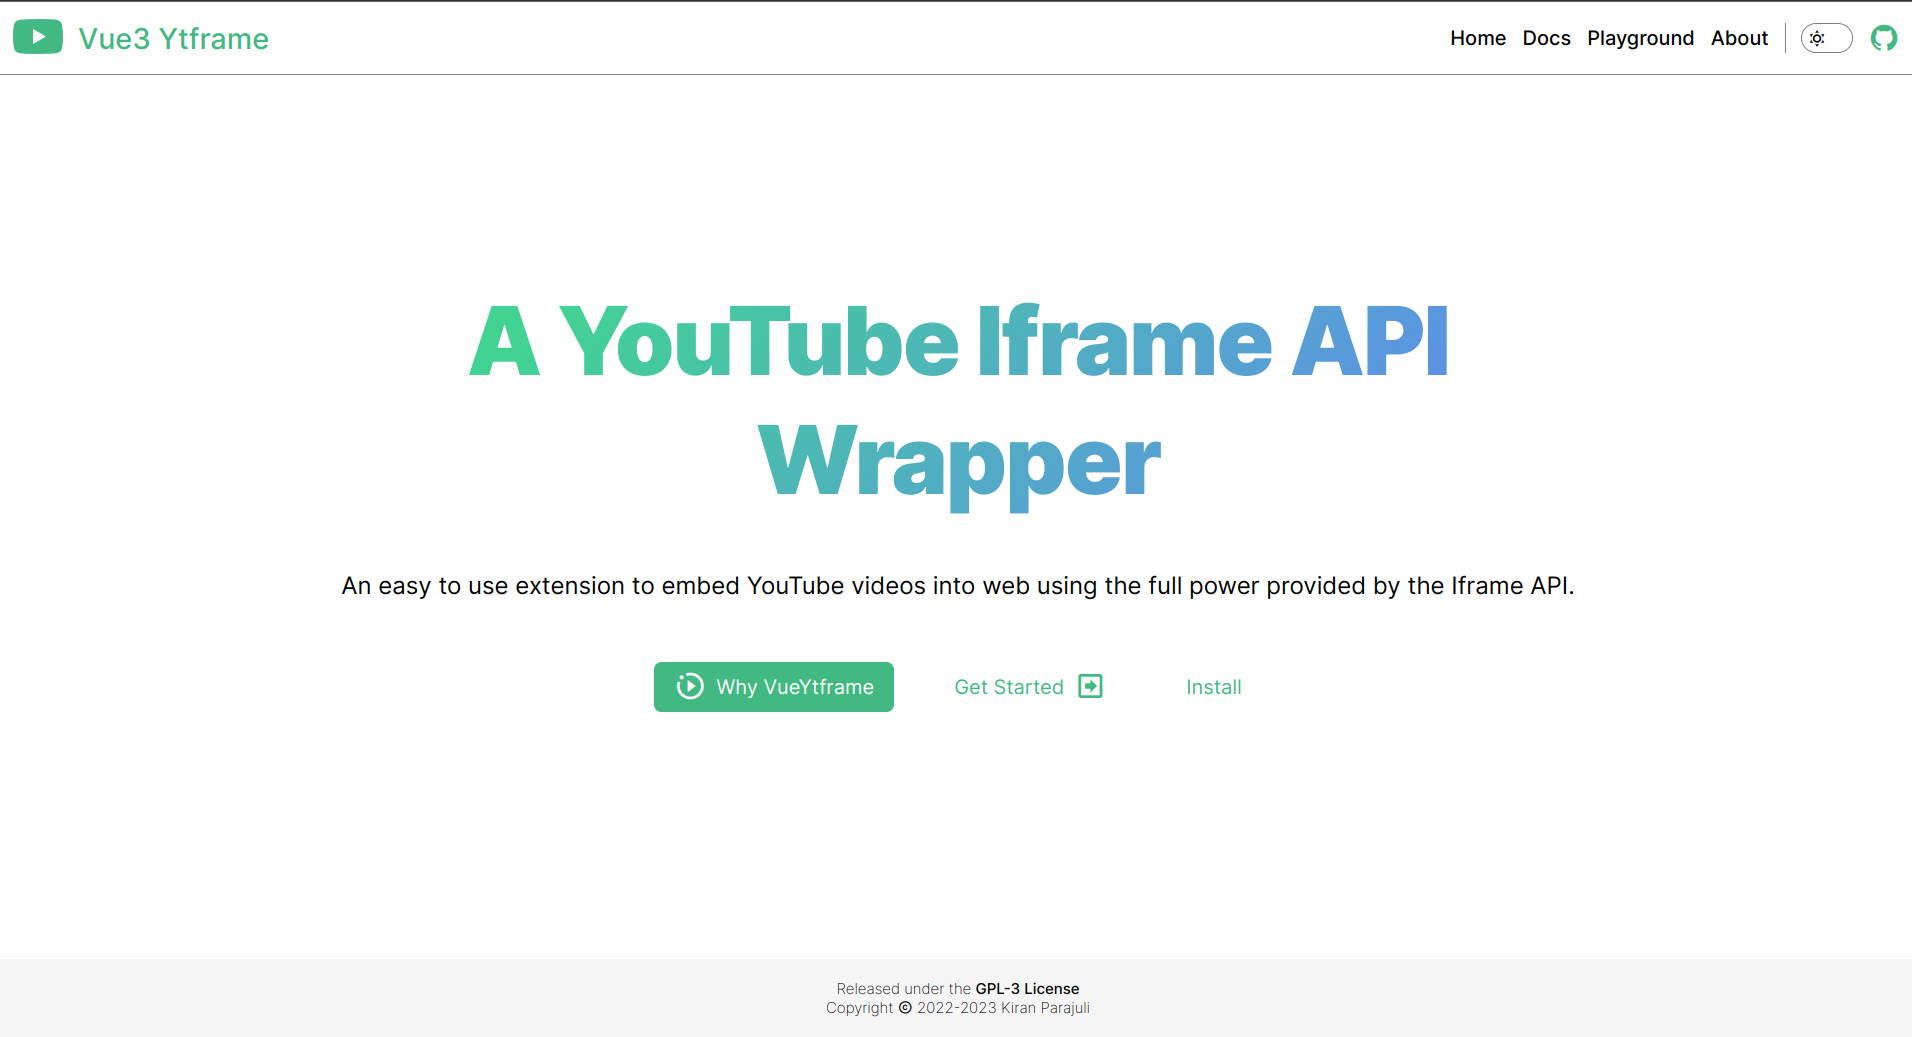 Vue3 Ytframe
Home Docs Playground About
A YouTube Iframe API
Wrapper
An easy to use extension to embed YouTube videos into web using the full power provided by the Iframe API.
Why VueYtframe Get Started Install
Released under the GPL-3 License
Copyright © 2022-2023 Kiran Parajuli